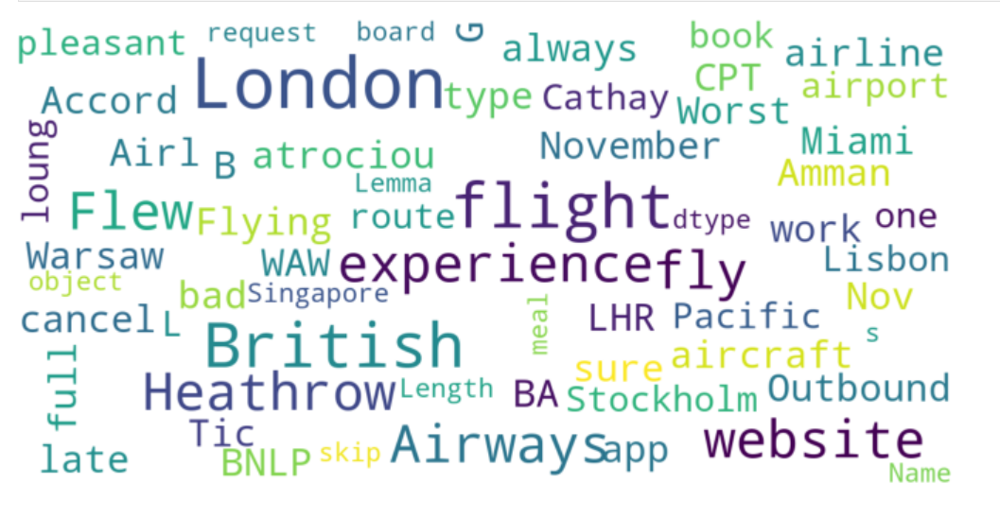 pleasant request board G always book airline
Accord London type Cathay CPT airport
Worst
loung Airl B atrociou November Miami
Lemma Amman
Flew Flying route flight dtype work one
Warsaw WAW experience fly Lisbon
object bad Singapore Nov
cancel L meal LHR Pacific s
British
full sure aircraft
Heathrow Length BA Stockholm Outbound
Tic Airways app website
late BNLP skip Name